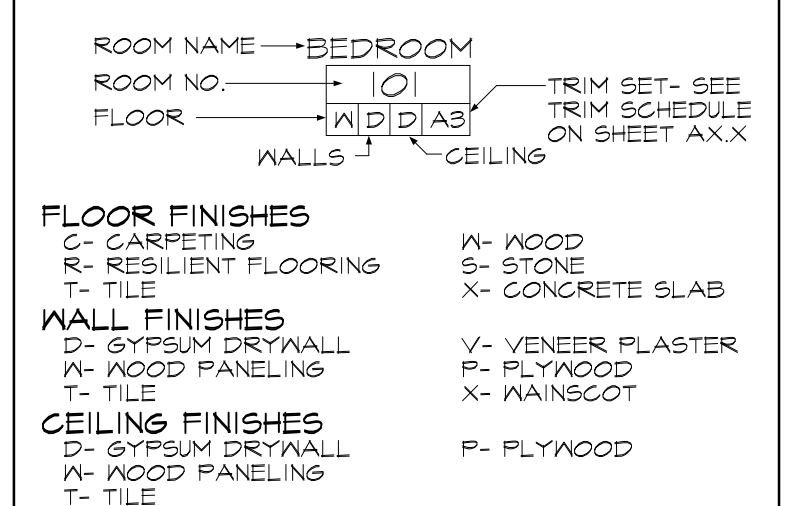 ROOM NAME BEDROOM
ROOM NO. 101
FLOOR W D D A3
TRIM SET- SEE
TRIM SCHEDULE
ON SHEET AX.X
WALLS CEILING
FLOOR FINISHES
C- CARPETING W- WOOD
R- RESILIENT FLOORING S- STONE
T- TILE X- CONCRETE SLAB
WALL FINISHES
D- GYPSUM DRYWALL V- VENEER PLASTER
W- WOOD PANELING P- PLYWOOD
T- TILE X- WAINSCOT
CEILING FINISHES
D- GYPSUM DRYWALL P- PLYWOOD
W- WOOD PANELING
T- TILE